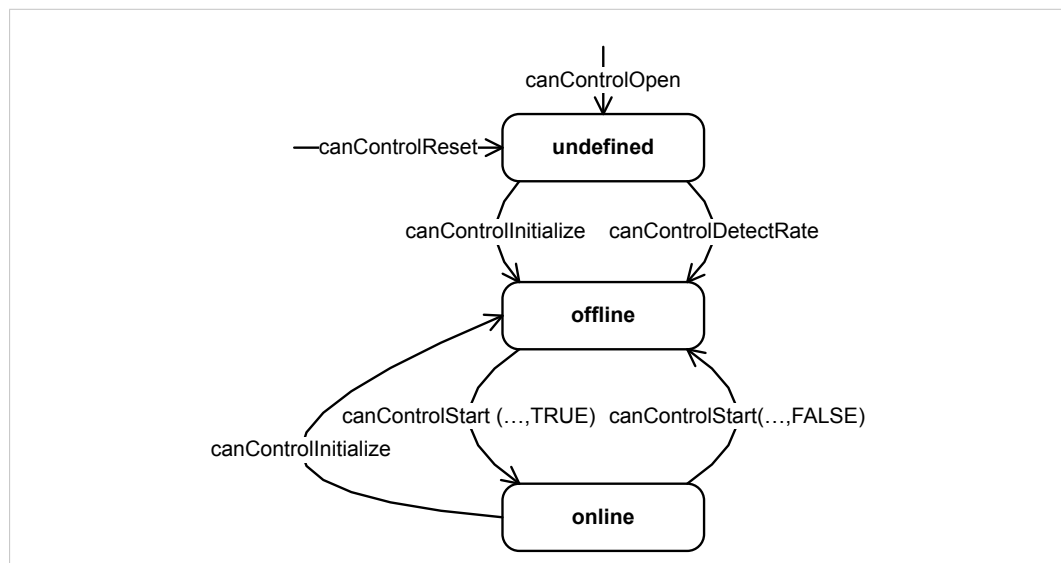 canControlOpen
canControlReset
undefined
canControlInitialize
canControlDetectRate
offline
canControlStart (…,TRUE)
canControlStart(…,FALSE)
canControlInitialize
online